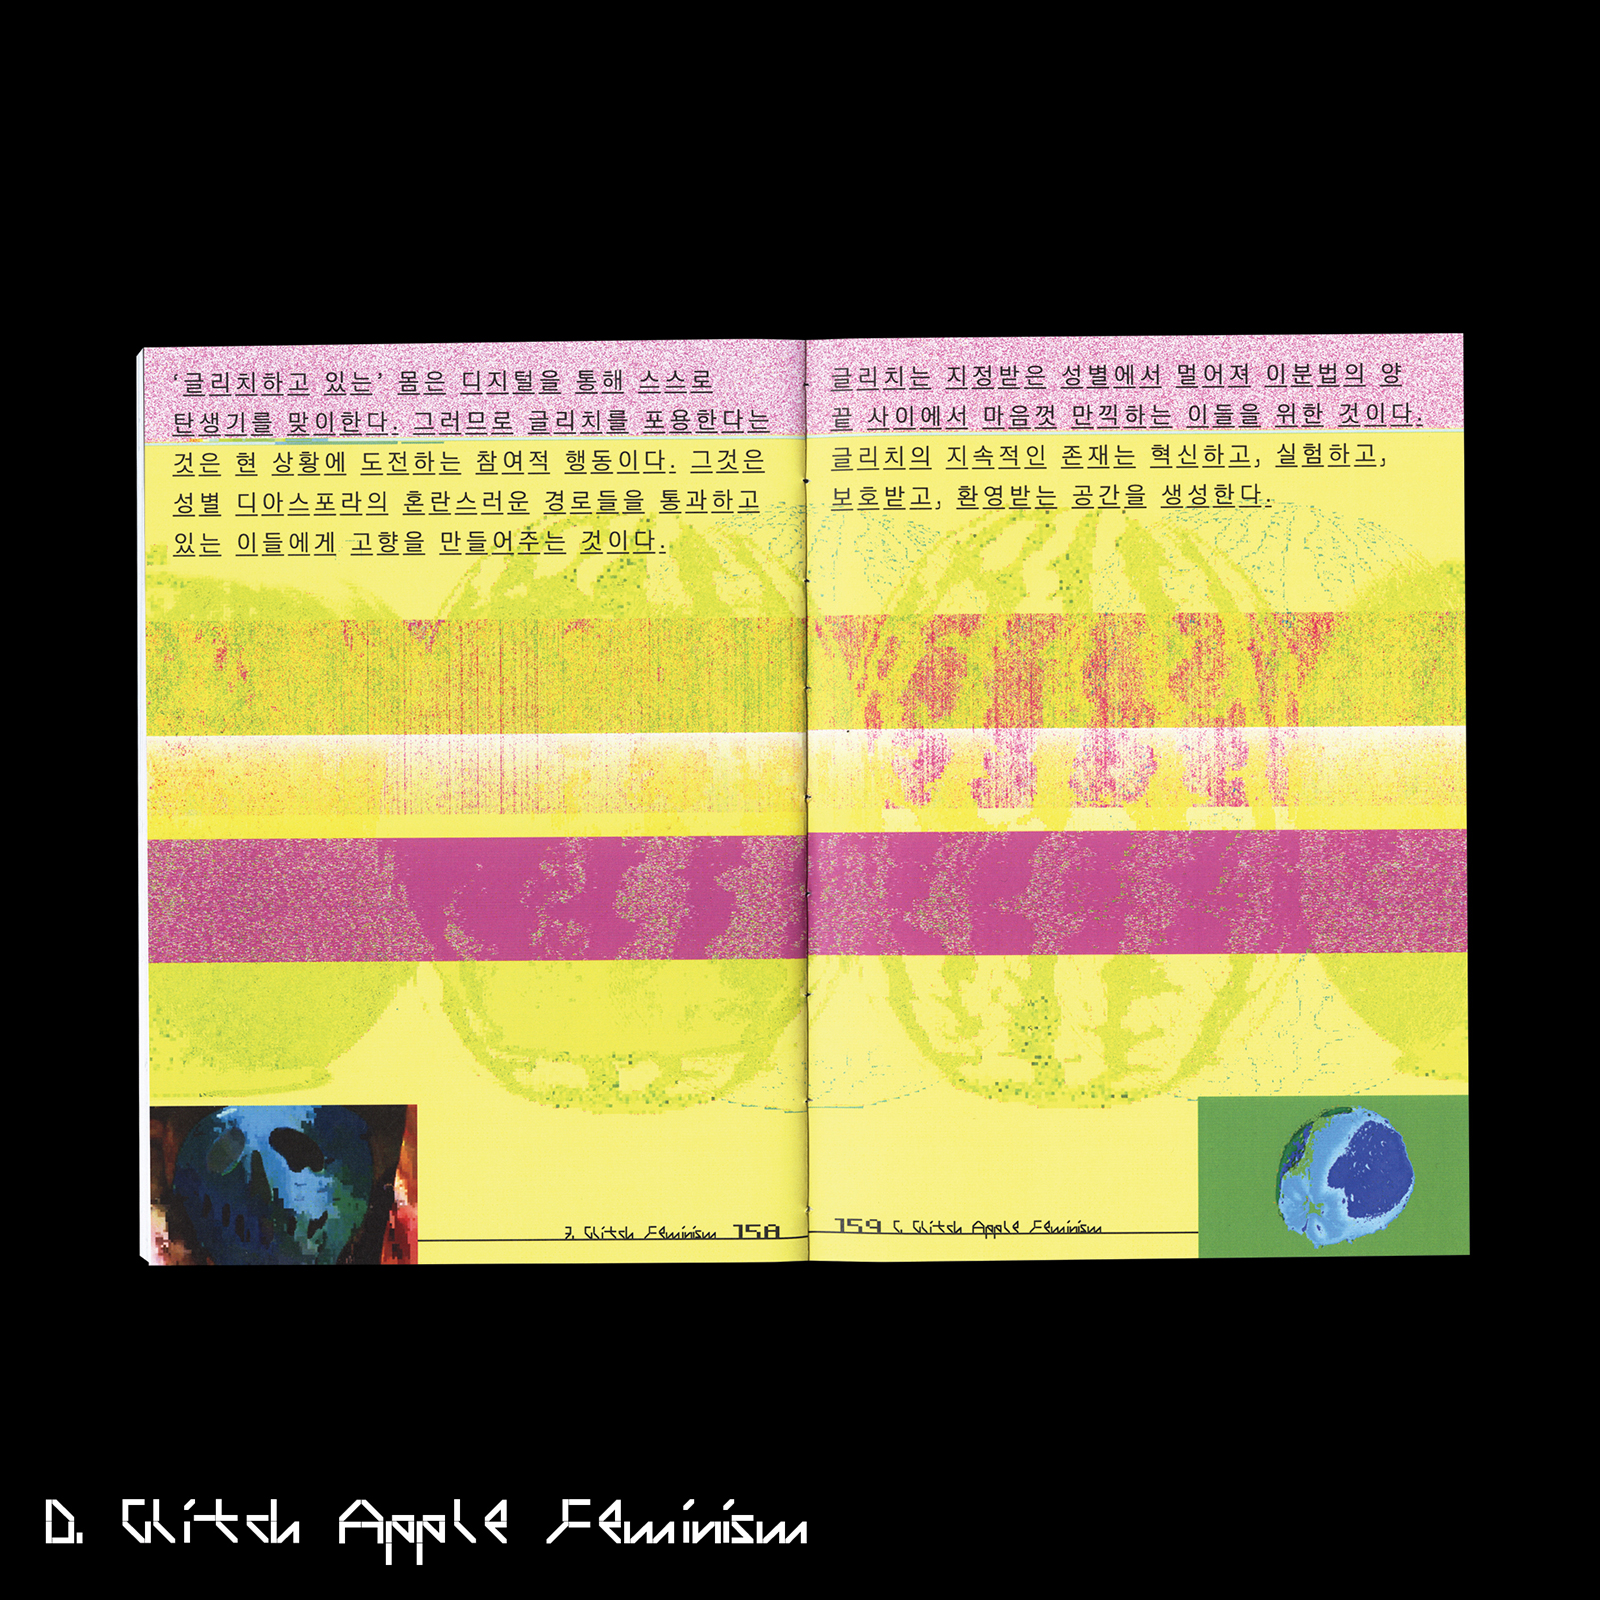 ‘글리치하고 있는’ 몸은 디지털을 통해 스스로
탄생기를 맞이한다. 그러므로 글리치를 포용한다는
것은 현 상황에 도전하는 참여적 행동이다. 그것은
성별 디아스포라의 혼란스러운 경로들을 통과하고
있는 이들에게 고향을 만들어주는 것이다.
글리치는 지정받은 성별에서 멀어져 이분법의 양
끝 사이에서 마음껏 만끽하는 이들을 위한 것이다.
글리치의 지속적인 존재는 혁신하고, 실험하고,
보호받고, 환영받는 공간을 생성한다.
Glitch Feminism 158
159 C. Glitch Apple Feminism
D. Glitch Apple Feminism